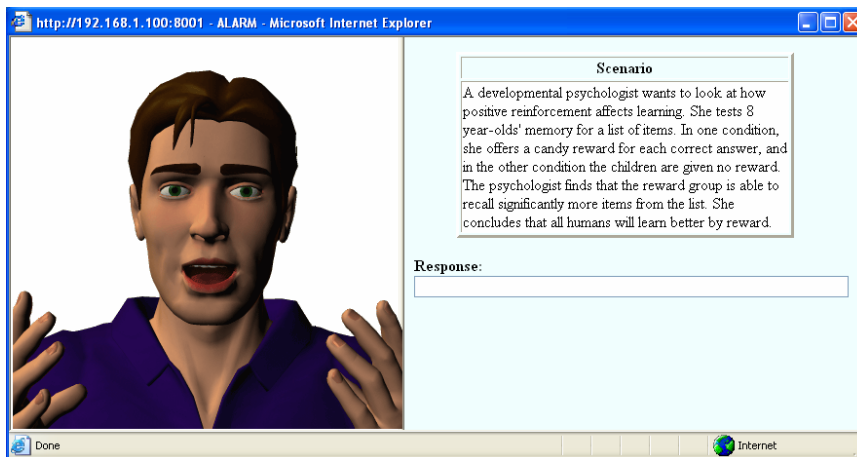 http://192.168.1.100:8001 - ALARM - Microsoft Internet Explorer
Scenario
A developmental psychologist wants to look at how
positive reinforcement affects learning. She tests 8
year-olds' memory for a list of items. In one condition,
she offers a candy reward for each correct answer, and
in the other condition the children are given no reward.
The psychologist finds that the reward group is able to
recall significantly more items from the list. She
concludes that all humans will learn better by reward.
Response:
Done
Internet